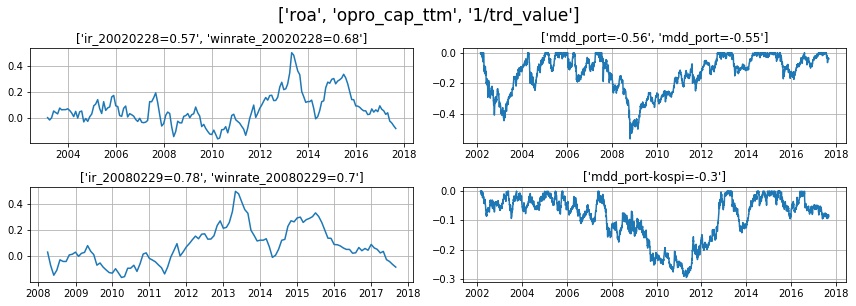 ['roa', 'opro_cap_ttm', '1/trd_value']
['ir_20020228=0.57', 'winrate_20020228=0.68']
0.4
0.2
0.0
2004 2006 2008 2010 2012 2014 2016 2018
['mdd_port=-0.56', 'mdd_port=-0.55']
0.0
−0.2
−0.4
2002 2004 2006 2008 2010 2012 2014 2016 2018
['ir_20080229=0.78', 'winrate_20080229=0.7']
0.4
0.2
0.0
2008 2009 2010 2011 2012 2013 2014 2015 2016 2017 2018
['mdd_port-kospi=-0.3']
0.0
−0.1
−0.2
−0.3
2002 2004 2006 2008 2010 2012 2014 2016 2018